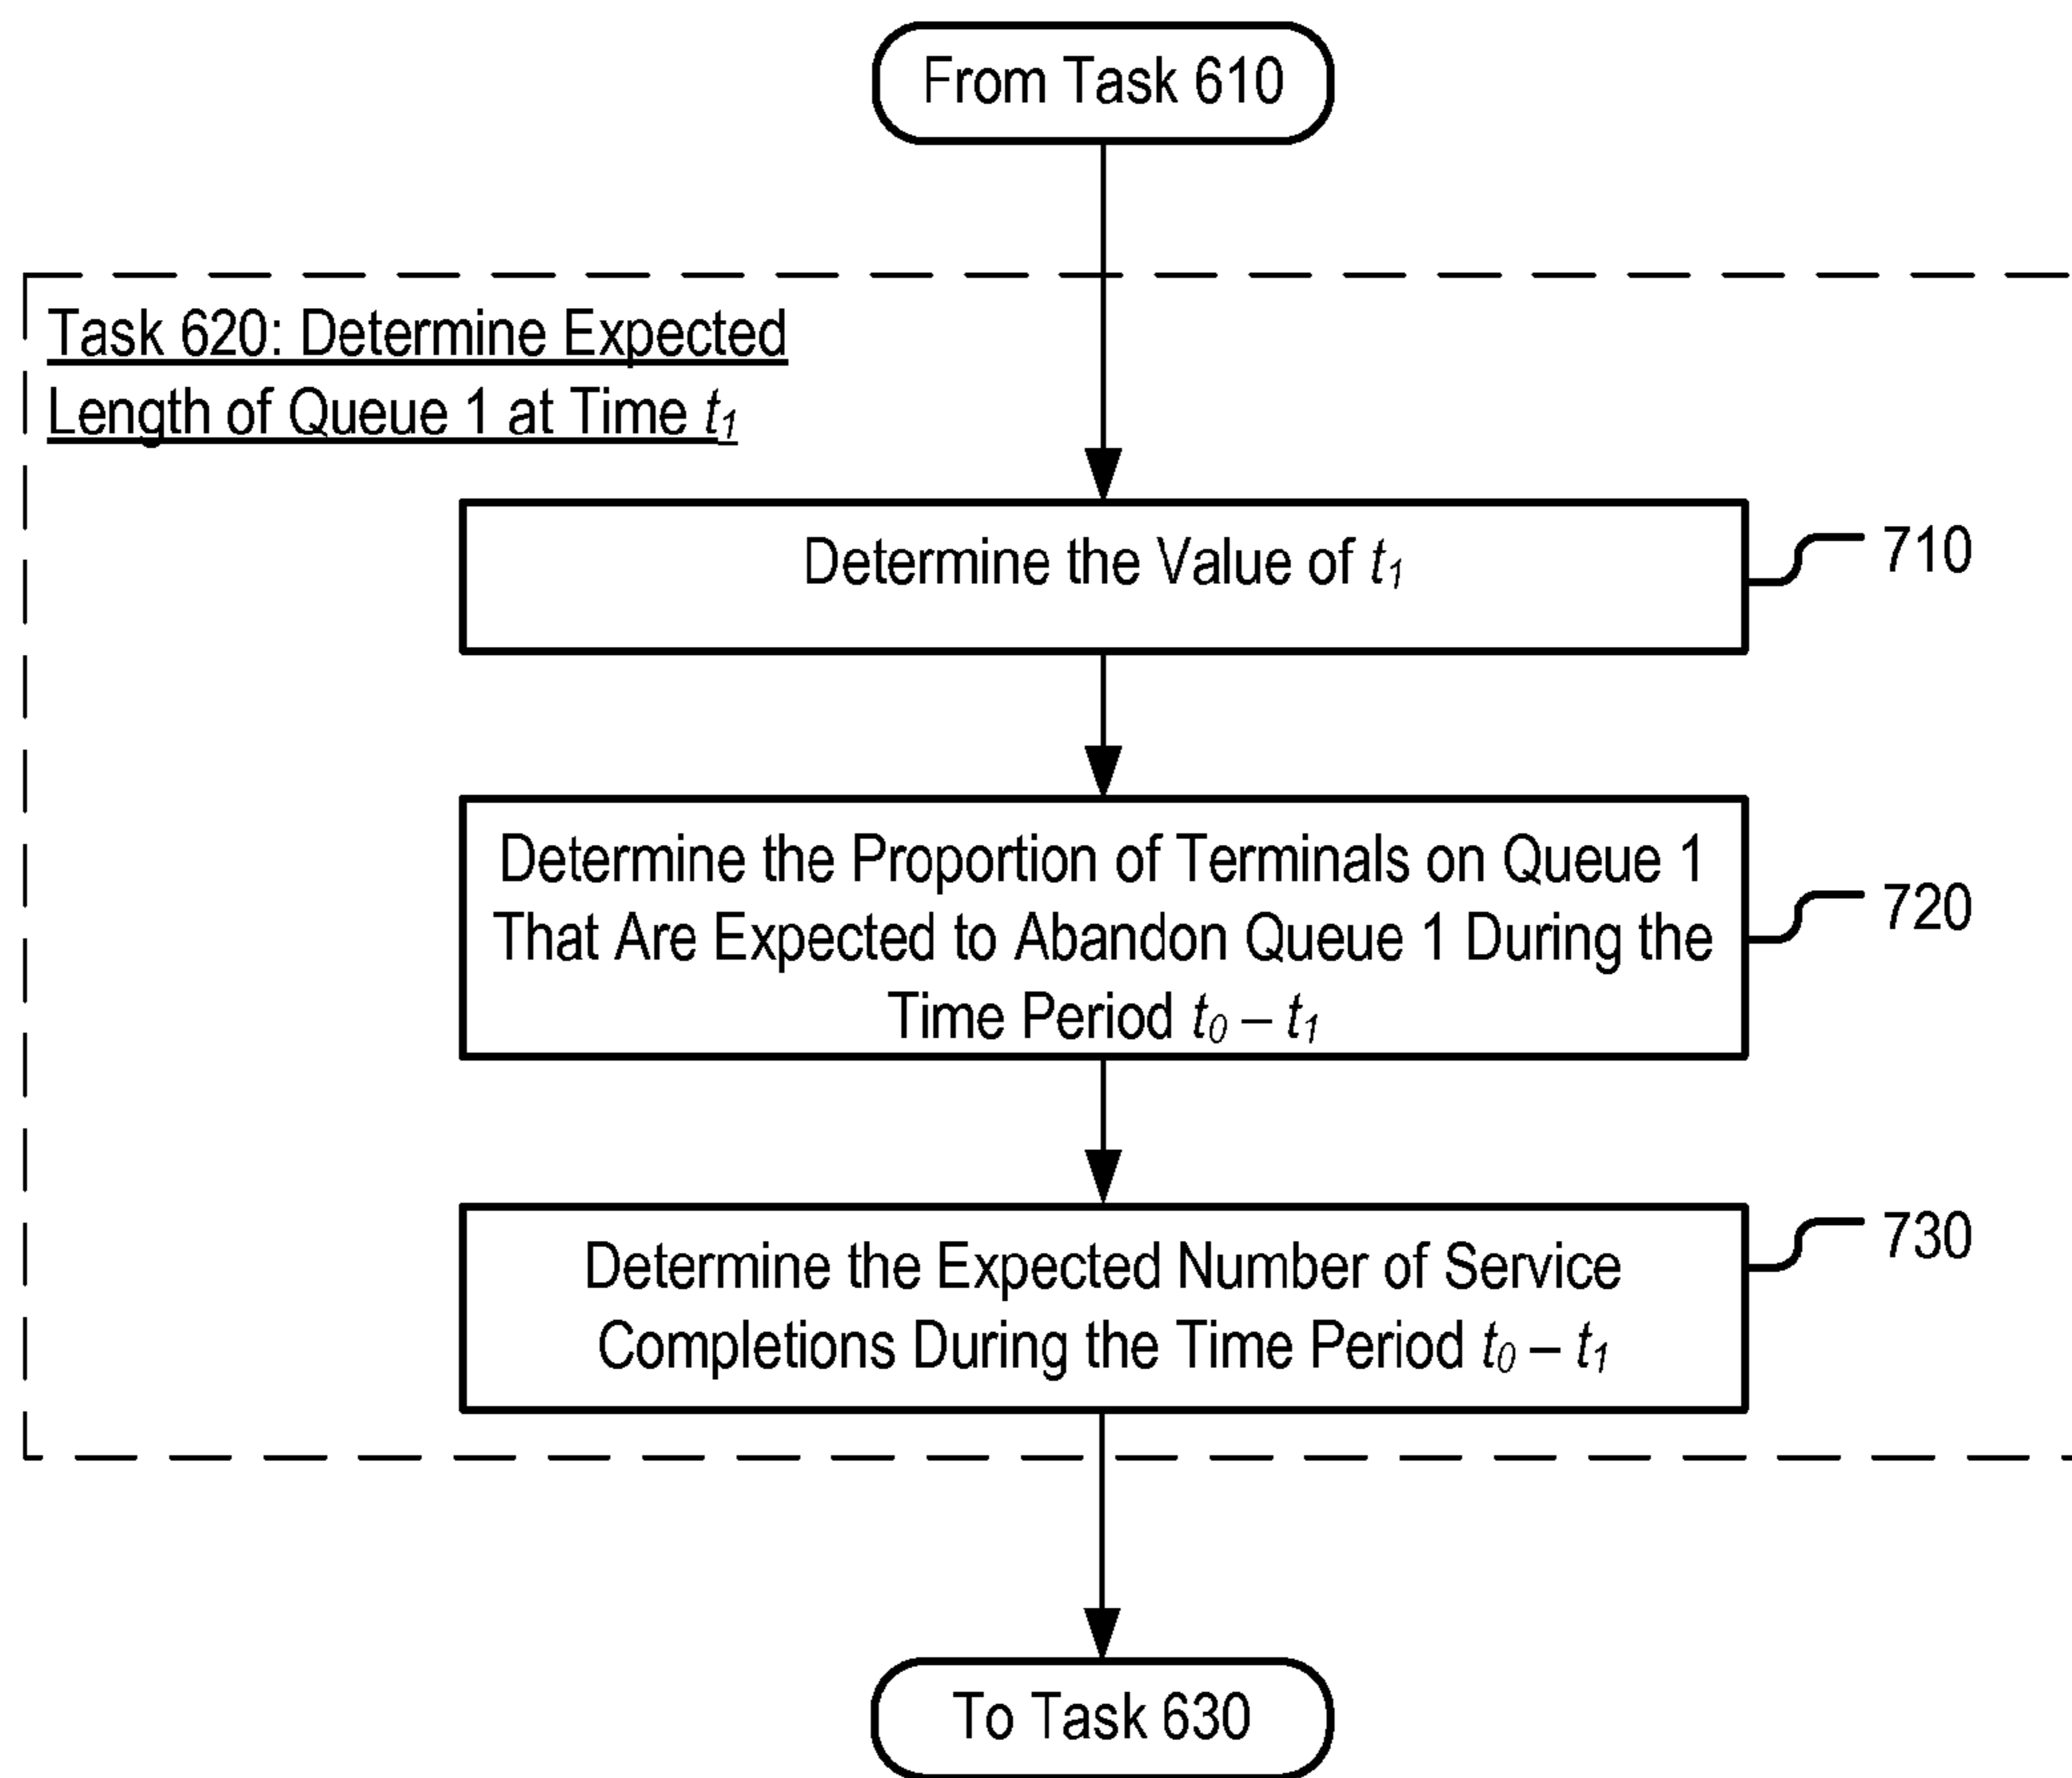 From Task 610
Task 620: Determine Expected
Length of Queue 1 at Time t₁
Determine the Value of t₁
710
Determine the Proportion of Terminals on Queue 1
That Are Expected to Abandon Queue 1 During the
Time Period t₀ – t₁
720
Determine the Expected Number of Service
Completions During the Time Period t₀ – t₁
730
To Task 630